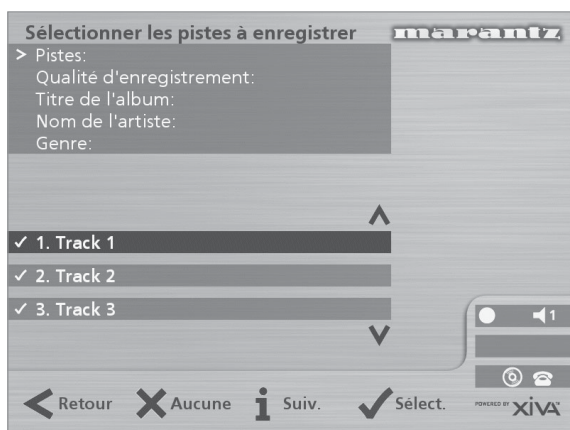 Sélectionner les pistes à enregistrer
marantz
> Pistes:
Qualité d'enregistrement:
Titre de l'album:
Nom de l'artiste:
Genre:
✓ 1. Track 1
✓ 2. Track 2
✓ 3. Track 3
1
Retour
Aucune
Suiv.
Sélect.
POWERED BY XiVA™